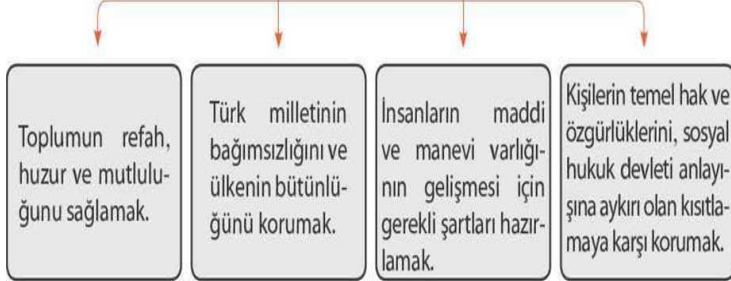 Toplumun refah,
huzur ve mutlulu-
ğunu sağlamak.
Türk milletinin
bağımsızlığını ve
ülkenin bütünlü-
ğünü korumak.
İnsanların maddi
ve manevi varlığı-
nın gelişmesi için
gerekli şartları hazır-
lamak.
Kişilerin temel hak ve
özgürlüklerini, sosyal
hukuk devleti anlayı-
şına aykırı olan kısıtla-
maya karşı korumak.